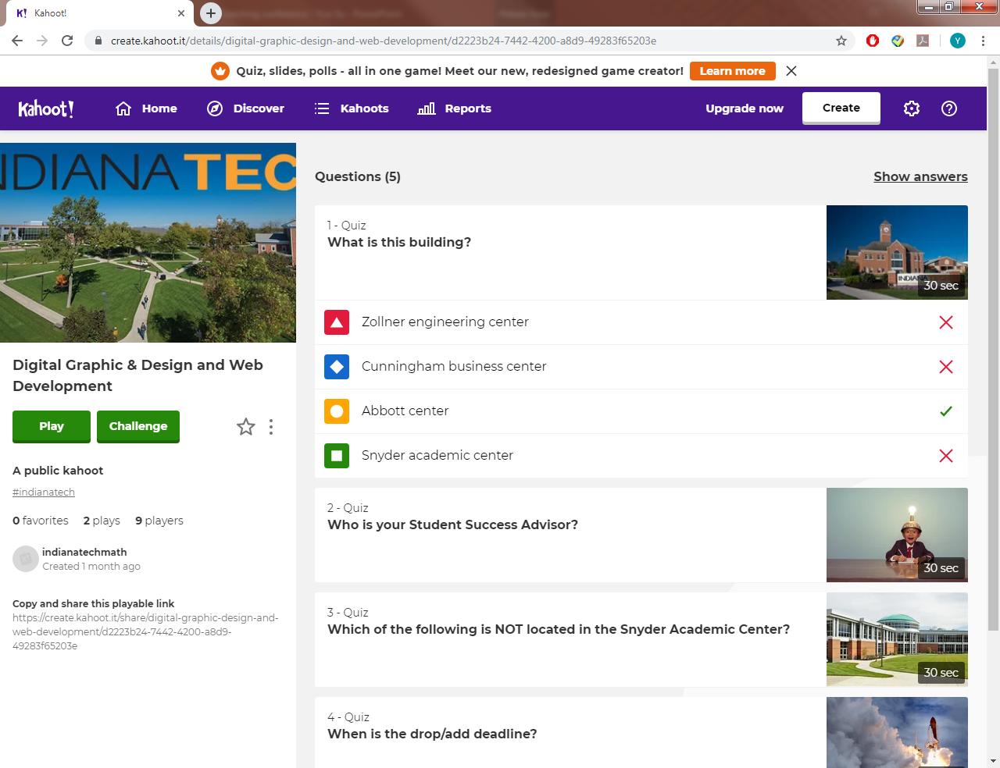 Kahoot!
create.kahoot.it/details/digital-graphic-design-and-web-development/d2223b24-7442-4200-a8d9-49283f65203e
Y
Quiz, slides, polls - all in one game! Meet our new, redesigned game creator!
Learn more
Kahoot!
Home
Discover
Kahoots
Reports
Upgrade now
Create
INDIANA TEC
Digital Graphic & Design and Web
Development
Play
Challenge
A public kahoot
#indianatech
0 favorites 2 plays 9 players
indianatechmath
Created 1 month ago
Copy and share this playable link
https://create.kahoot.it/share/digital-graphic-design-and-
web-development/d2223b24-7442-4200-a8d9-
49283f65203e
Questions (5)
Show answers
1 - Quiz
What is this building?
INDIANA
30 sec
Zollner engineering center
Cunningham business center
Abbott center
Snyder academic center
2 - Quiz
Who is your Student Success Advisor?
30 sec
3 - Quiz
Which of the following is NOT located in the Snyder Academic Center?
30 sec
4 - Quiz
When is the drop/add deadline?